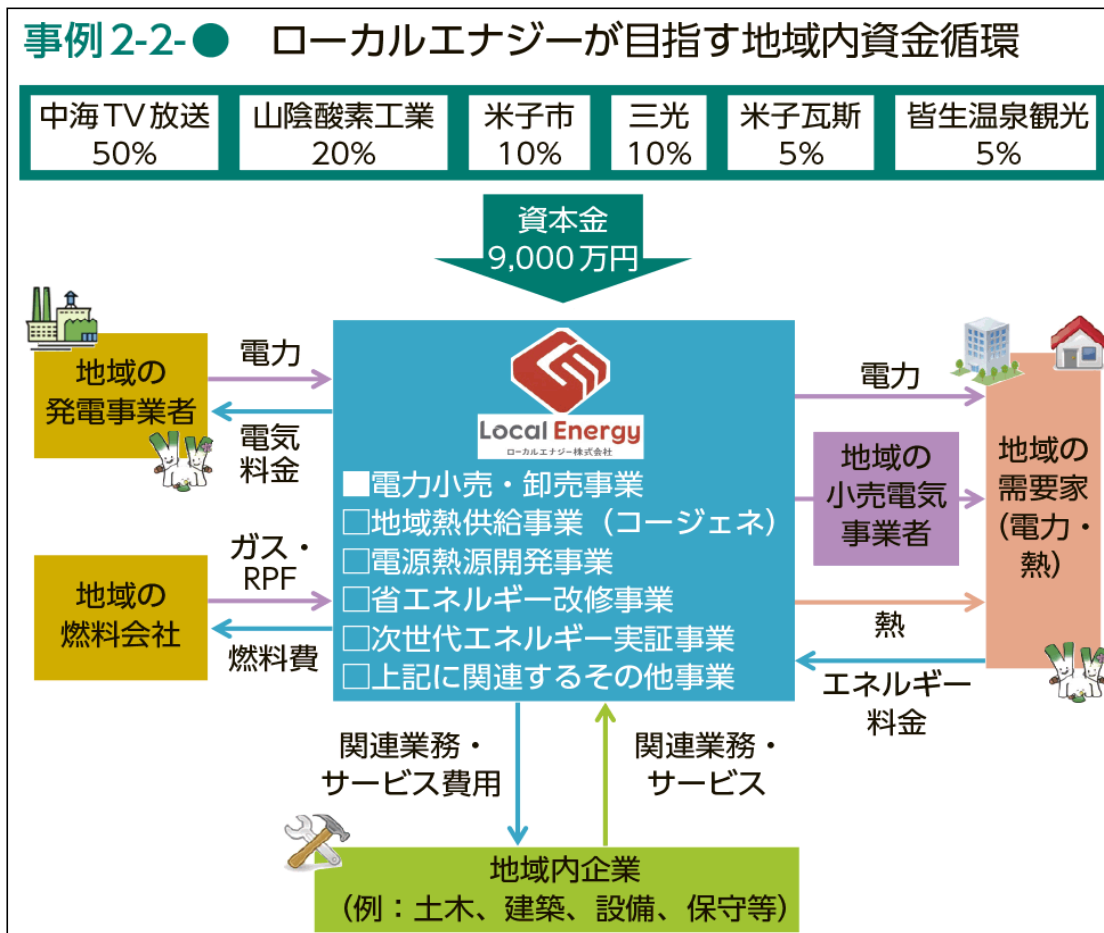 事例2-2-● ローカルエナジーが目指す地域内資金循環
中海TV放送
50%
山陰酸素工業
20%
米子市
10%
三光
10%
米子瓦斯
5%
皆生温泉観光
5%
資本金
9,000万円
地域の
発電事業者
電力
電気
料金
地域の
燃料会社
ガス・
RPF
燃料費
Local Energy
ローカルエナジー株式会社
■電力小売・卸売事業
□地域熱供給事業（コージェネ）
□電源熱源開発事業
□省エネルギー改修事業
□次世代エネルギー実証事業
□上記に関連するその他事業
電力
地域の
小売電気
事業者
熱
エネルギー
料金
地域の
需要家
(電力・
熱)
関連業務・
サービス費用
関連業務・
サービス
地域内企業
（例：土木、建築、設備、保守等）